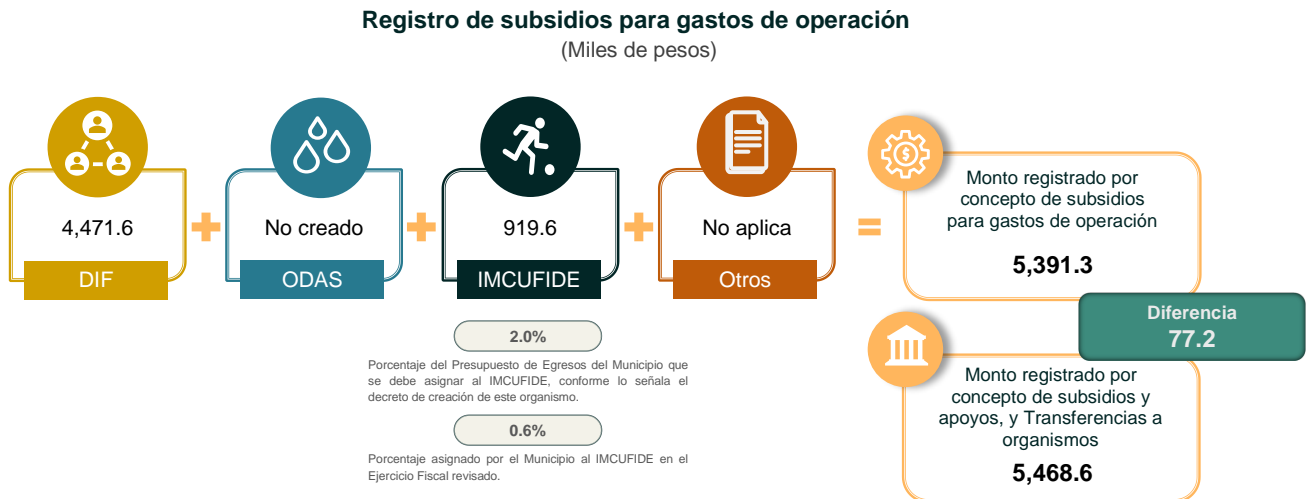 Registro de subsidios para gastos de operación
(Miles de pesos)
4,471.6
DIF
No creado
ODAS
919.6
IMCUFIDE
No aplica
Otros
Monto registrado por
concepto de subsidios
para gastos de operación
5,391.3
Diferencia
77.2
Monto registrado por
concepto de subsidios y
apoyos, y Transferencias a
organismos
5,468.6
2.0%
Porcentaje del Presupuesto de Egresos del Municipio que
se debe asignar al IMCUFIDE, conforme lo señala el
decreto de creación de este organismo.
0.6%
Porcentaje asignado por el Municipio al IMCUFIDE en el
Ejercicio Fiscal revisado.